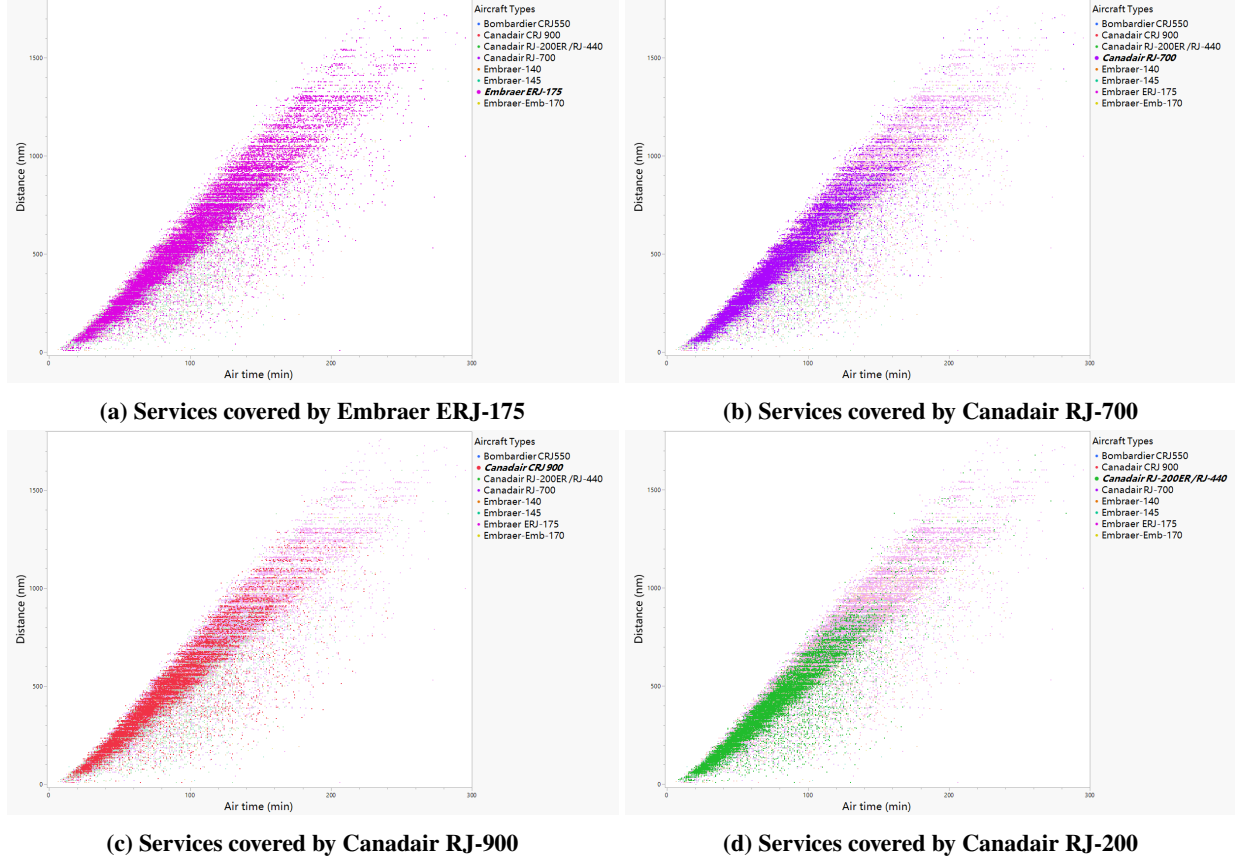 Aircraft Types
Bombardier CRJ550
Canadair CRJ 900
Canadair RJ-200ER /RJ-440
Canadair RJ-700
Embraer-140
Embraer-145
Embraer ERJ-175
Embraer-Emb-170
Distance (nm)
1500
1000
500
0
0 100 200 300
Air time (min)
(a) Services covered by Embraer ERJ-175
Aircraft Types
Bombardier CRJ550
Canadair CRJ 900
Canadair RJ-200ER /RJ-440
Canadair RJ-700
Embraer-140
Embraer-145
Embraer ERJ-175
Embraer-Emb-170
Distance (nm)
1500
1000
500
0
0 100 200 300
Air time (min)
(b) Services covered by Canadair RJ-700
Aircraft Types
Bombardier CRJ550
Canadair CRJ 900
Canadair RJ-200ER /RJ-440
Canadair RJ-700
Embraer-140
Embraer-145
Embraer ERJ-175
Embraer-Emb-170
Distance (nm)
1500
1000
500
0
0 100 200 300
Air time (min)
(c) Services covered by Canadair RJ-900
Aircraft Types
Bombardier CRJ550
Canadair CRJ 900
Canadair RJ-200ER /RJ-440
Canadair RJ-700
Embraer-140
Embraer-145
Embraer ERJ-175
Embraer-Emb-170
Distance (nm)
1500
1000
500
0
0 100 200 300
Air time (min)
(d) Services covered by Canadair RJ-200